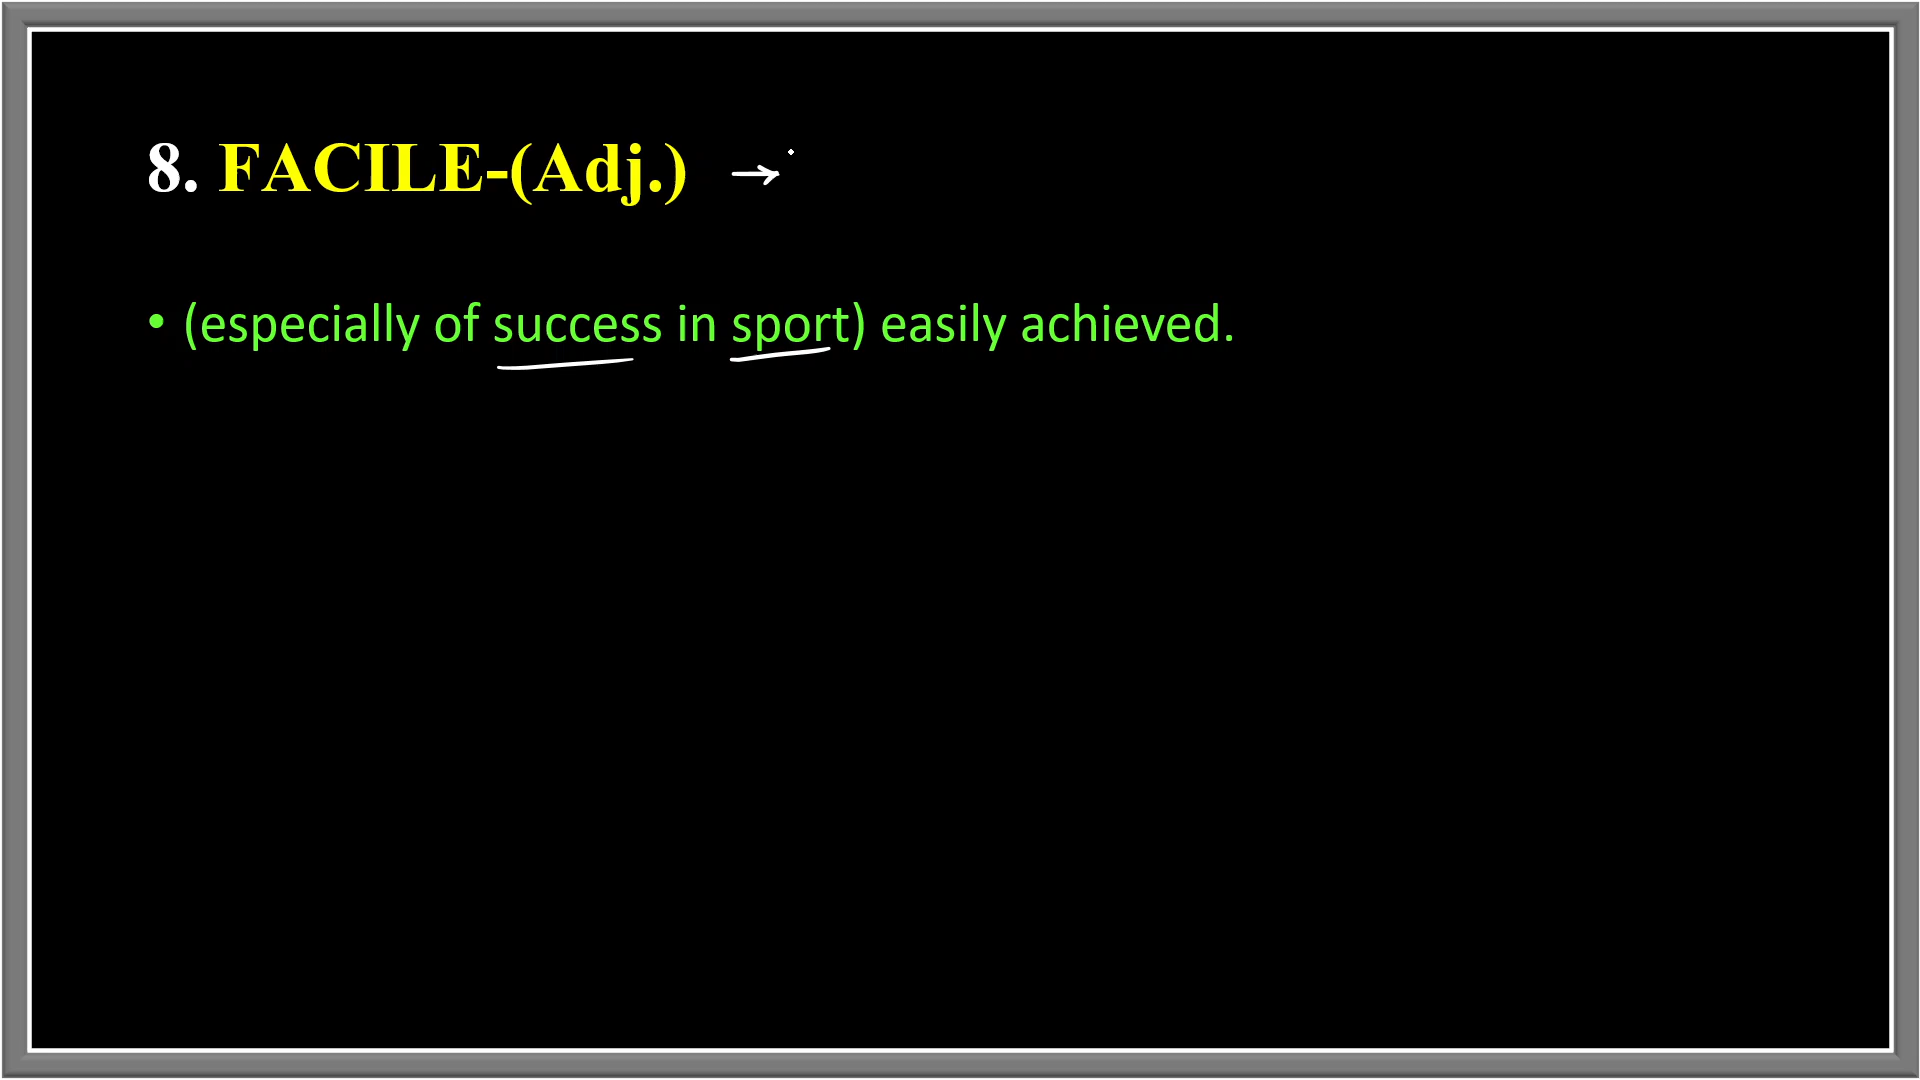 8. FACILE-(Adj.) →
• (especially of success in sport) easily achieved.